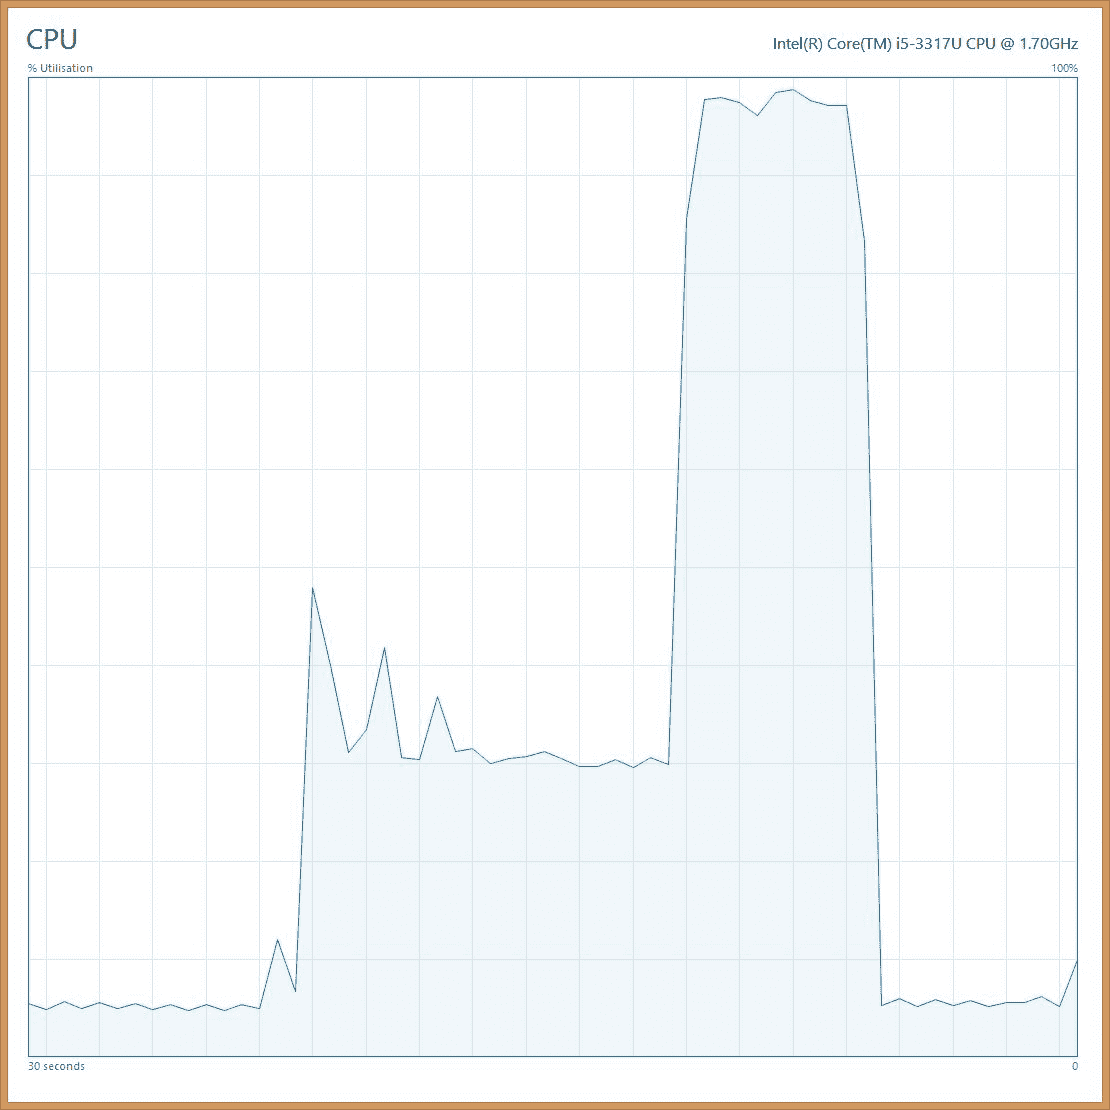 CPU
Intel(R) Core(TM) i5-3317U CPU @ 1.70GHz
% Utilisation
100%
30 seconds
0